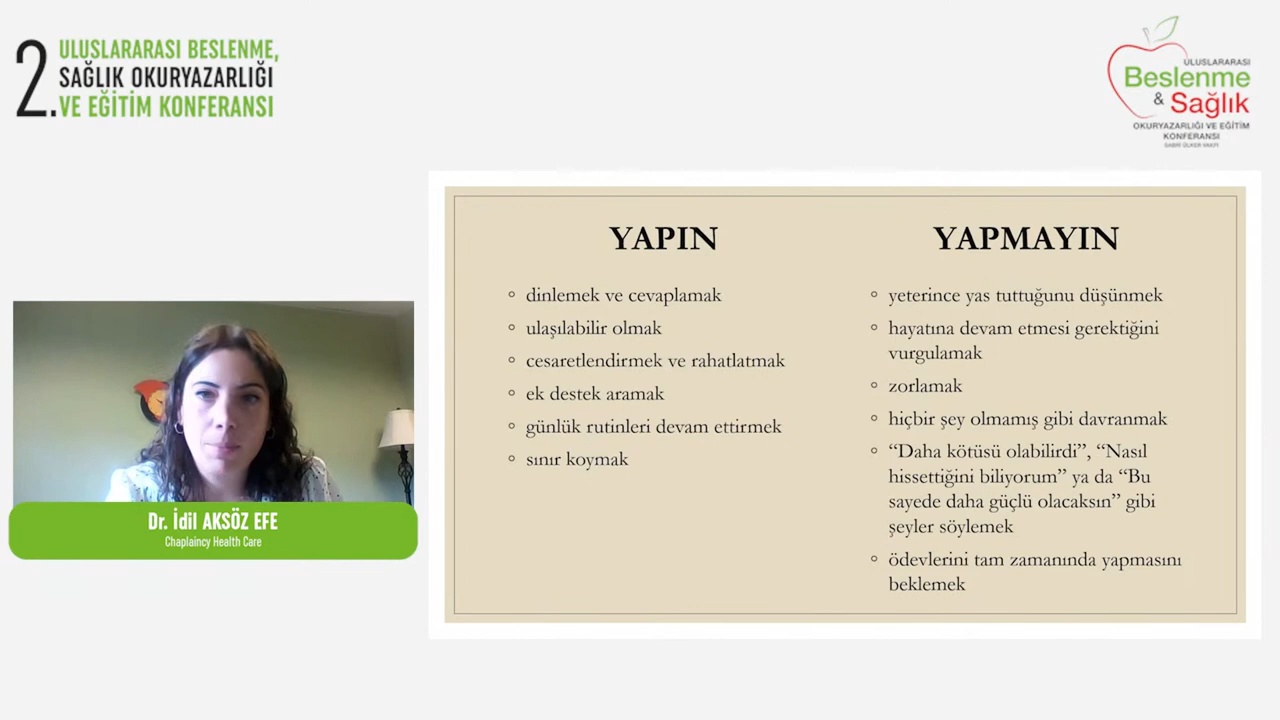 2.
ULUSLARARASI BESLENME,
SAĞLIK OKURYAZARLIĞI
VE EĞİTİM KONFERANSI
ULUSLARARASI
Beslenme
& Sağlık
OKURYAZARLIĞI VE EĞİTİM
KONFERANSI
SABRİ ÜLKER VAKFI
YAPIN
dinlemek ve cevaplamak
ulaşılabilir olmak
cesaretlendirmek ve rahatlatmak
ek destek aramak
günlük rutinleri devam ettirmek
sınır koymak
YAPMAYIN
yeterince yas tuttuğunu düşünmek
hayatına devam etmesi gerektiğini
vurgulamak
zorlamak
hiçbir şey olmamış gibi davranmak
“Daha kötüsü olabilirdi”, “Nasıl
hissettiğini biliyorum” ya da “Bu
sayede daha güçlü olacaksın” gibi
şeyler söylemek
ödevlerini tam zamanında yapmasını
beklemek
Dr. İdil AKSÖZ EFE
Chaplaincy Health Care